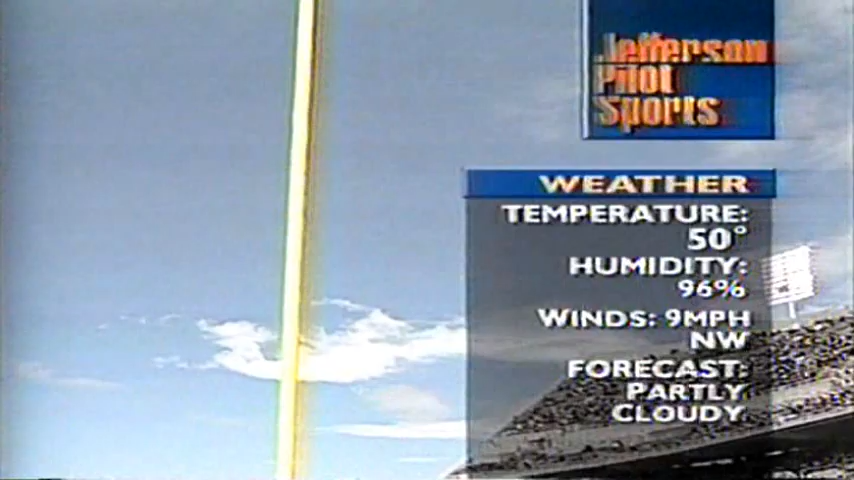 Jefferson
Pilot
Sports
WEATHER
TEMPERATURE:
50°
HUMIDITY:
96%
WINDS: 9MPH
NW
FORECAST:
PARTLY
CLOUDY